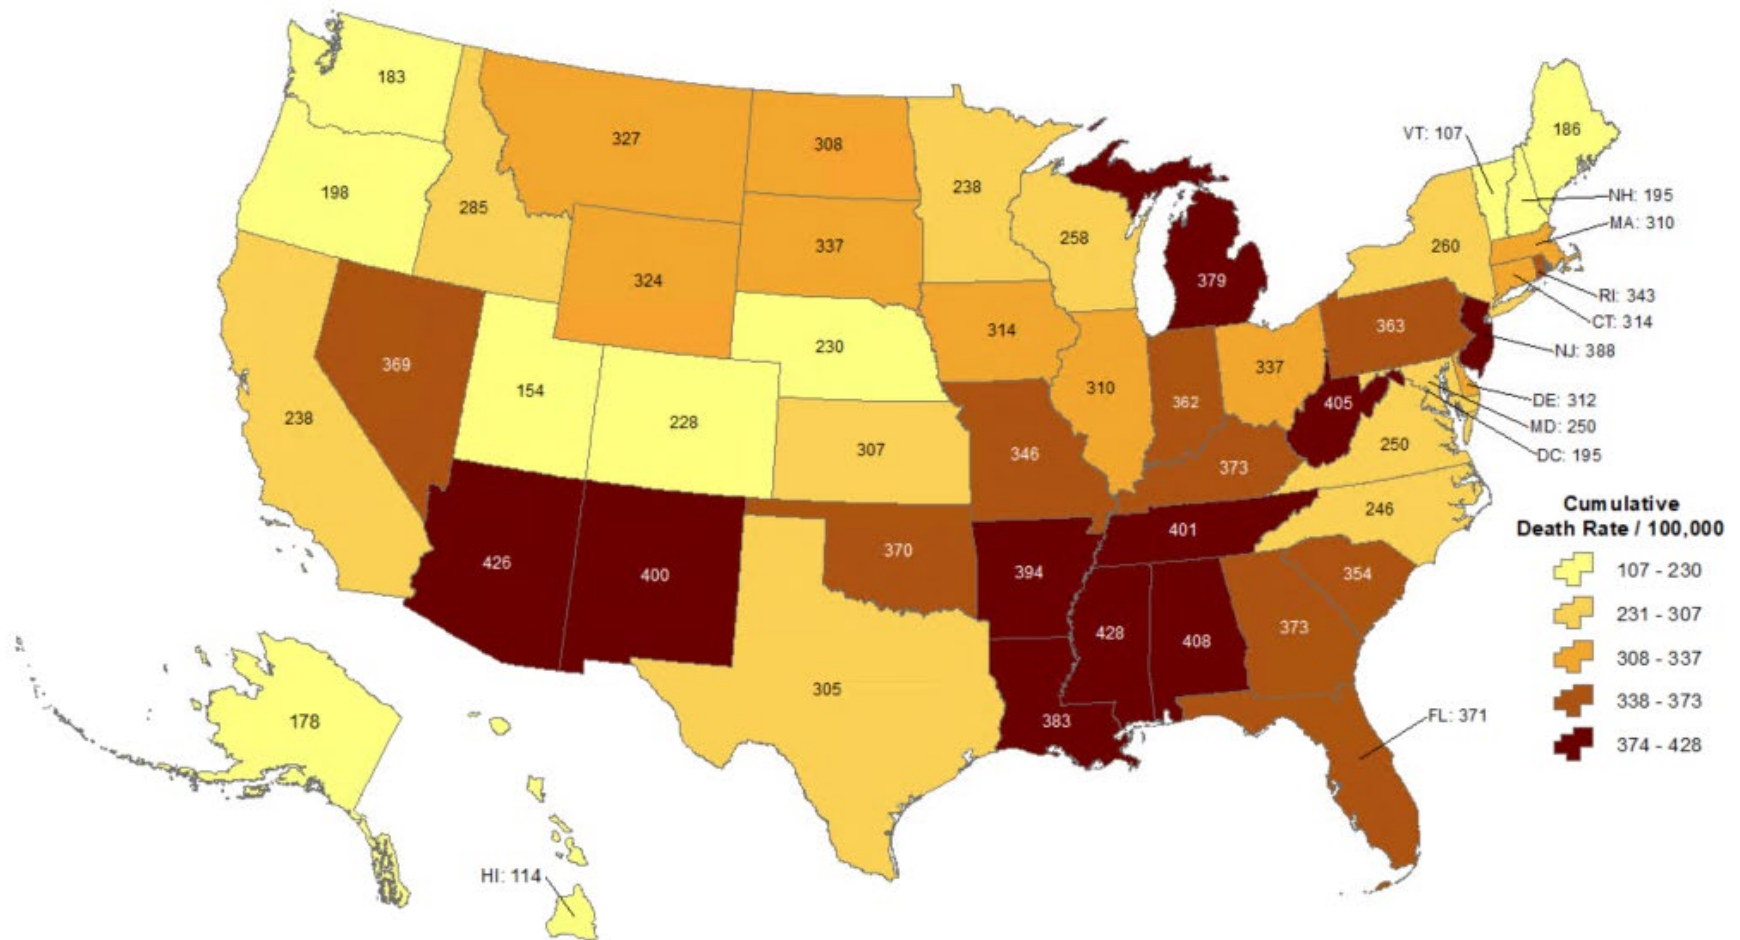 183
327
308
VT: 107
186
198
285
238
NH: 195
MA: 310
337
258
260
324
379
RI: 343
CT: 314
314
363
NJ: 388
369
230
337
154
310
362
405
DE: 312
238
228
MD: 250
307
346
373
250
DC: 195
246
Cumulative
Death Rate / 100,000
401
370
426
400
394
354
107 - 230
231 - 307
428
408
373
308 - 337
305
338 - 373
178
383
FL: 371
374 - 428
HI: 114